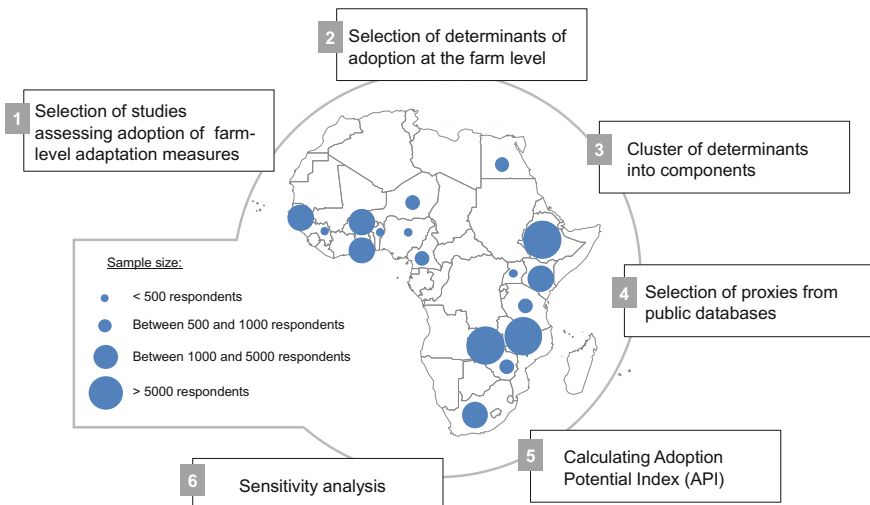 1
Selection of studies
assessing adoption of farm-
level adaptation measures
2
Selection of determinants of
adoption at the farm level
3
Cluster of determinants
into components
4
Selection of proxies from
public databases
5
Calculating Adoption
Potential Index (API)
6
Sensitivity analysis
Sample size:
< 500 respondents
Between 500 and 1000 respondents
Between 1000 and 5000 respondents
> 5000 respondents